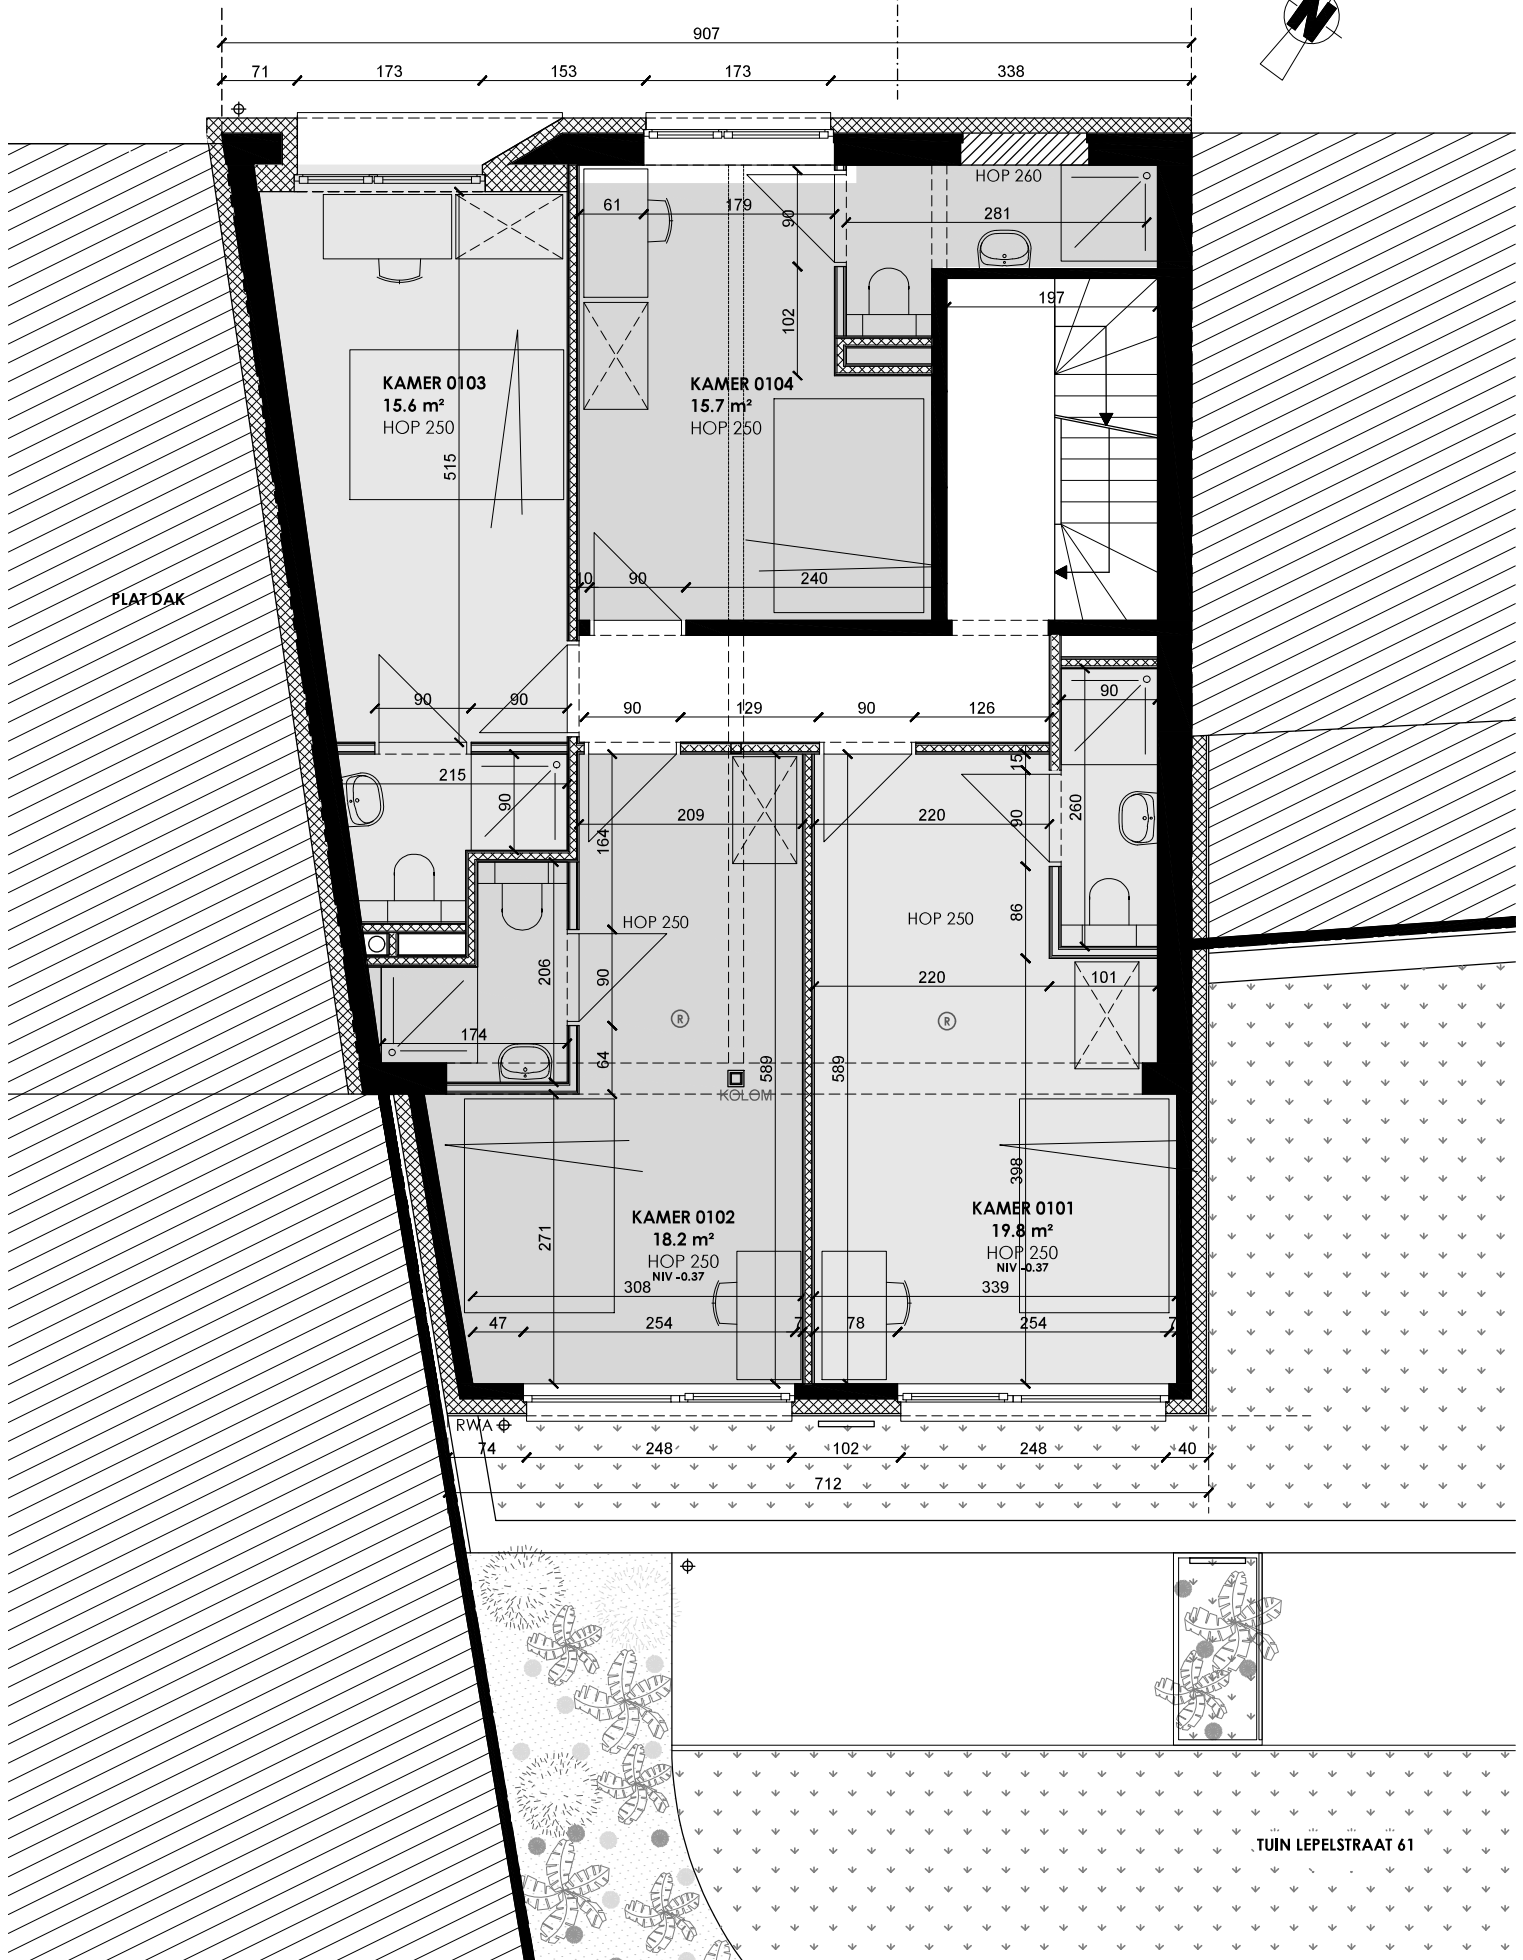 N
907
71 173 153 173 338
HOP 260
61 179 90 281
197
102
KAMER 0103
15.6 m²
HOP 250
KAMER 0104
15.7 m²
HOP 250
515
10 90 240
PLAT DAK
90 90
90 129 90 126
90
215 90
15
209 220 90 260
164
HOP 250
HOP 250
86
206 90
220 101
R
R
174 64 589 589
KOLOM
398
271
KAMER 0102
18.2 m²
HOP 250
NIV -0.37
KAMER 0101
19.8 m²
HOP 250
NIV -0.37
308 339
47 254 7 78 254 7
RWA
74 248 102 248 40
712
TUIN LEPELSTRAAT 61